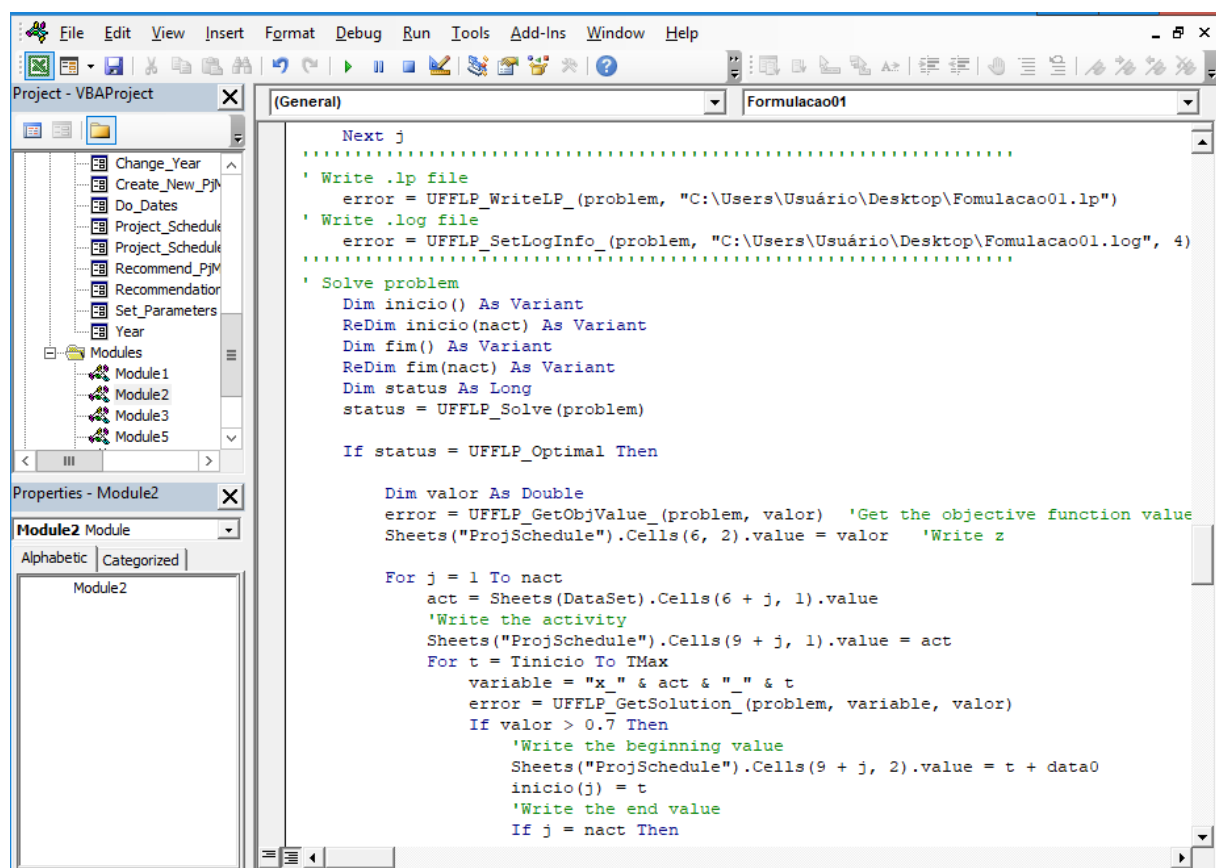 File Edit View Insert Format Debug Run Tools Add-Ins Window Help
Project - VBAProject
Change_Year
Create_New_PjM
Do_Dates
Project_Schedule
Project_Schedule
Recommend_PjM
Recommendation
Set_Parameters
Year
Modules
Module1
Module2
Module3
Module5
Properties - Module2
Module2 Module
Alphabetic Categorized
Module2
(General) Formulacao01
Next j
''''''''''''''''''''''''''''''''''''''''''''''''''''''''''''''''''''
' Write .lp file
error = UFFLP_WriteLP_(problem, "C:\Users\Usuário\Desktop\Fomulacao01.lp")
' Write .log file
error = UFFLP_SetLogInfo_(problem, "C:\Users\Usuário\Desktop\Fomulacao01.log", 4)
''''''''''''''''''''''''''''''''''''''''''''''''''''''''''''''''''''
' Solve problem
Dim inicio() As Variant
ReDim inicio(nact) As Variant
Dim fim() As Variant
ReDim fim(nact) As Variant
Dim status As Long
status = UFFLP_Solve(problem)
If status = UFFLP_Optimal Then
Dim valor As Double
error = UFFLP_GetObjValue_(problem, valor) 'Get the objective function value
Sheets("ProjSchedule").Cells(6, 2).value = valor 'Write z
For j = 1 To nact
act = Sheets(DataSet).Cells(6 + j, 1).value
'Write the activity
Sheets("ProjSchedule").Cells(9 + j, 1).value = act
For t = Tinicio To TMax
variable = "x_" & act & "_" & t
error = UFFLP_GetSolution_(problem, variable, valor)
If valor > 0.7 Then
'Write the beginning value
Sheets("ProjSchedule").Cells(9 + j, 2).value = t + data0
inicio(j) = t
'Write the end value
If j = nact Then